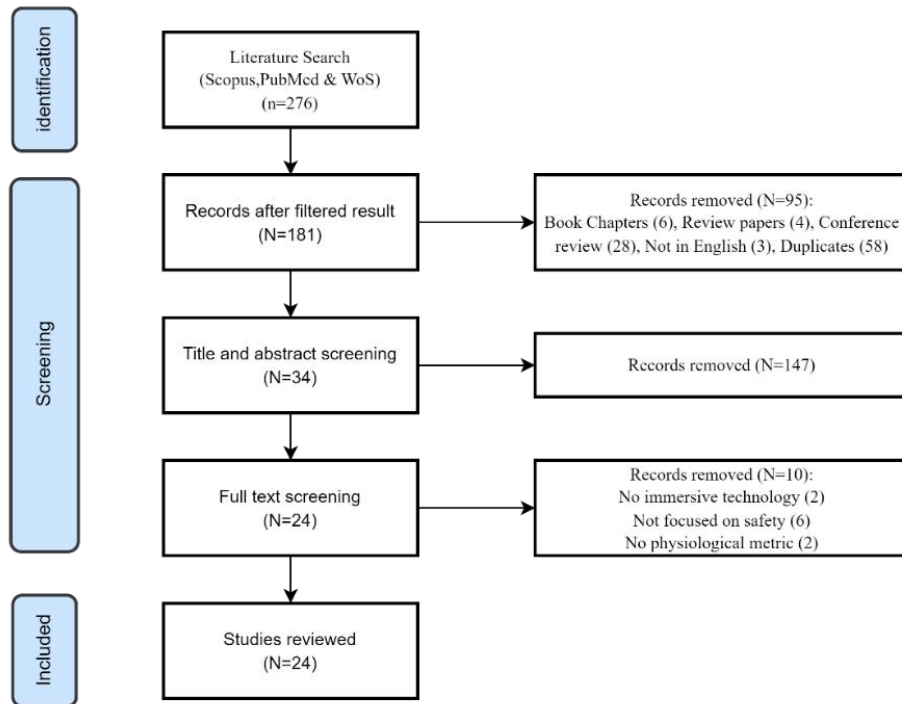 identification
Literature Search
(Scopus,PubMed & WoS)
(n=276)
Screening
Records after filtered result
(N=181)
Records removed (N=95):
Book Chapters (6), Review papers (4), Conference
review (28), Not in English (3), Duplicates (58)
Title and abstract screening
(N=34)
Records removed (N=147)
Full text screening
(N=24)
Records removed (N=10):
No immersive technology (2)
Not focused on safety (6)
No physiological metric (2)
Included
Studies reviewed
(N=24)